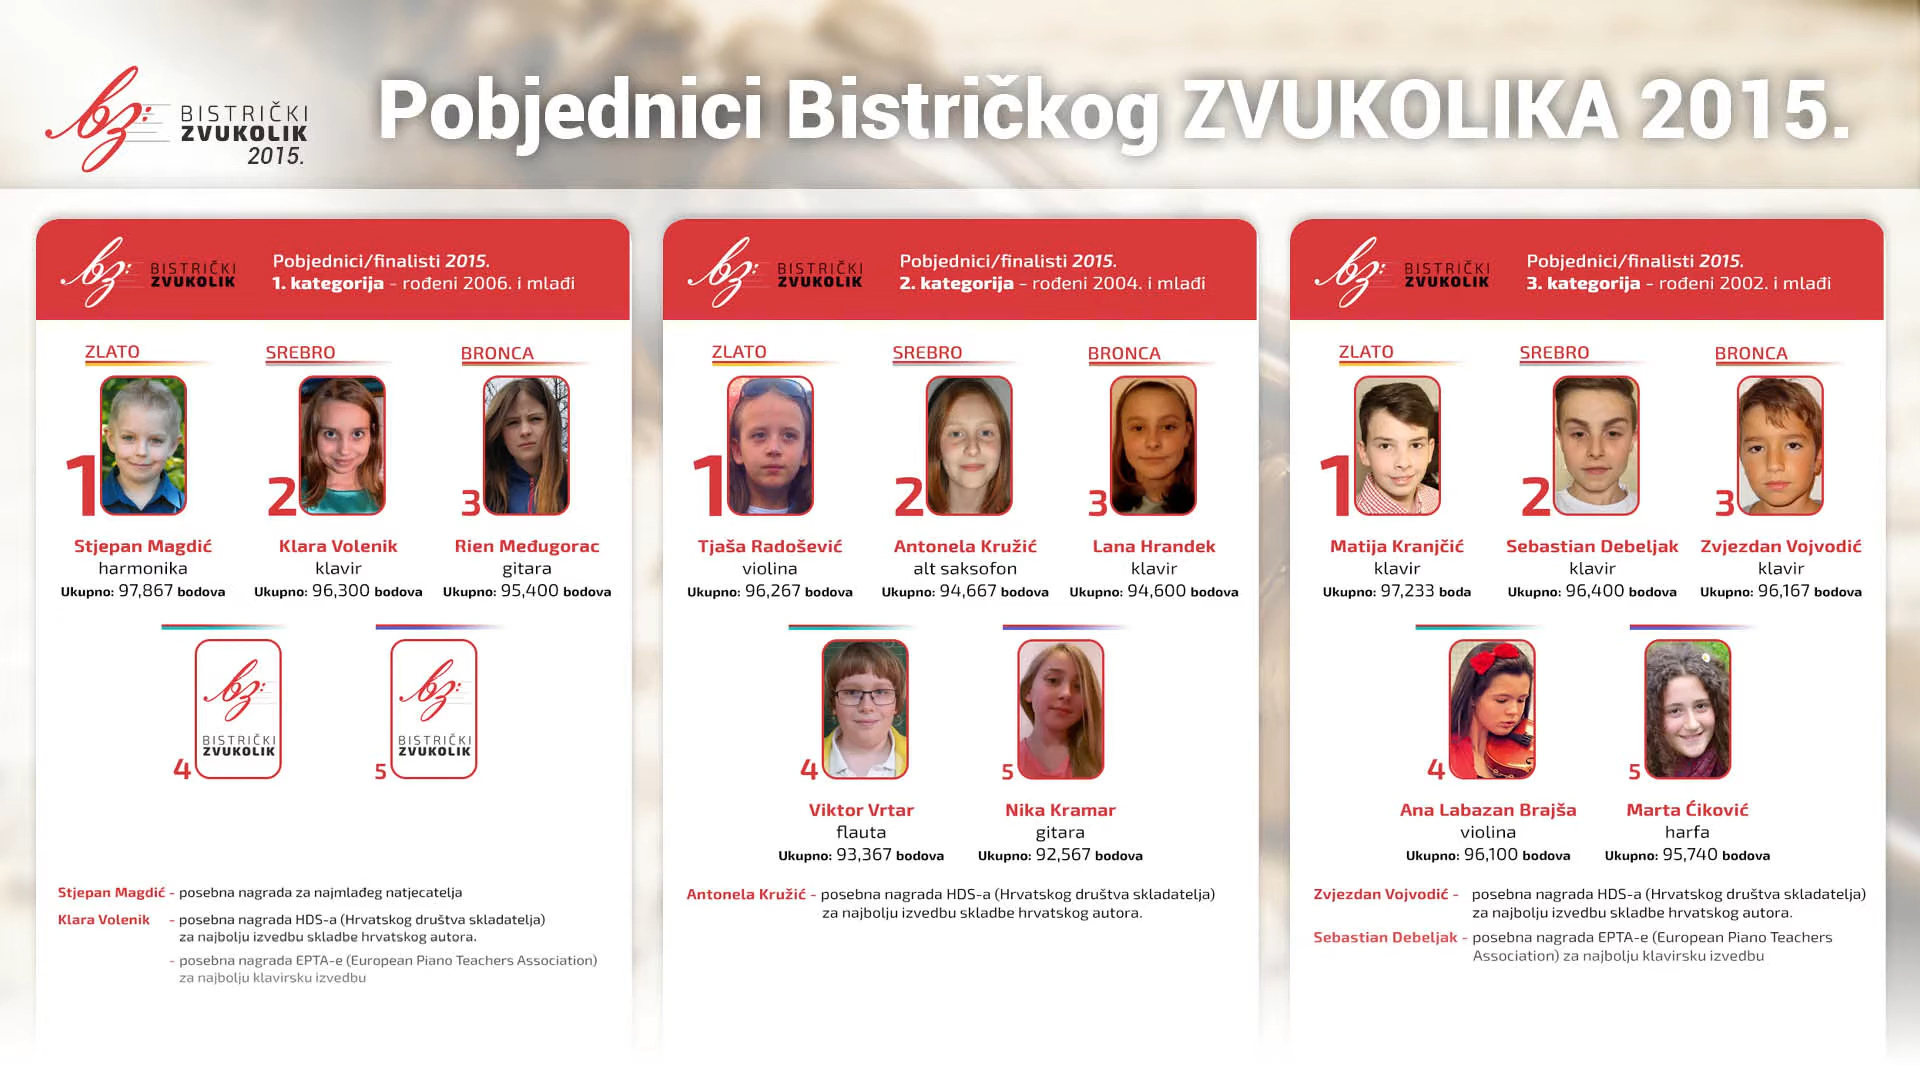 bz:
BISTRIČKI
ZVUKOLIK
2015.
Pobjednici Bistričkog ZVUKOLIKA 2015.
bz:
BISTRIČKI
ZVUKOLIK
Pobjednici/finalisti 2015.
1. kategorija - rođeni 2006. i mlađi
ZLATO
SREBRO
BRONCA
1
2
3
Stjepan Magdić
harmonika
Ukupno: 97,867 bodova
Klara Volenik
klavir
Ukupno: 96,300 bodova
Rien Međugorac
gitara
Ukupno: 95,400 bodova
bz:
BISTRIČKI
ZVUKOLIK
4
bz:
BISTRIČKI
ZVUKOLIK
5
Stjepan Magdić - posebna nagrada za najmlađeg natjecatelja
Klara Volenik - posebna nagrada HDS-a (Hrvatskog društva skladatelja)
za najbolju izvedbu skladbe hrvatskog autora.
- posebna nagrada EPTA-e (European Piano Teachers Association)
za najbolju klavirsku izvedbu
bz:
BISTRIČKI
ZVUKOLIK
Pobjednici/finalisti 2015.
2. kategorija - rođeni 2004. i mlađi
ZLATO
SREBRO
BRONCA
1
2
3
Tjaša Radošević
violina
Ukupno: 96,267 bodova
Antonela Kružić
alt saksofon
Ukupno: 94,667 bodova
Lana Hrandek
klavir
Ukupno: 94,600 bodova
4
5
Viktor Vrtar
flauta
Ukupno: 93,367 bodova
Nika Kramar
gitara
Ukupno: 92,567 bodova
Antonela Kružić - posebna nagrada HDS-a (Hrvatskog društva skladatelja)
za najbolju izvedbu skladbe hrvatskog autora.
bz:
BISTRIČKI
ZVUKOLIK
Pobjednici/finalisti 2015.
3. kategorija - rođeni 2002. i mlađi
ZLATO
SREBRO
BRONCA
1
2
3
Matija Kranjčić
klavir
Ukupno: 97,233 boda
Sebastian Debeljak
klavir
Ukupno: 96,400 bodova
Zvjezdan Vojvodić
klavir
Ukupno: 96,167 bodova
4
5
Ana Labazan Brajša
violina
Ukupno: 96,100 bodova
Marta Ćiković
harfa
Ukupno: 95,740 bodova
Zvjezdan Vojvodić - posebna nagrada HDS-a (Hrvatskog društva skladatelja)
za najbolju izvedbu skladbe hrvatskog autora.
Sebastian Debeljak - posebna nagrada EPTA-e (European Piano Teachers
Association) za najbolju klavirsku izvedbu